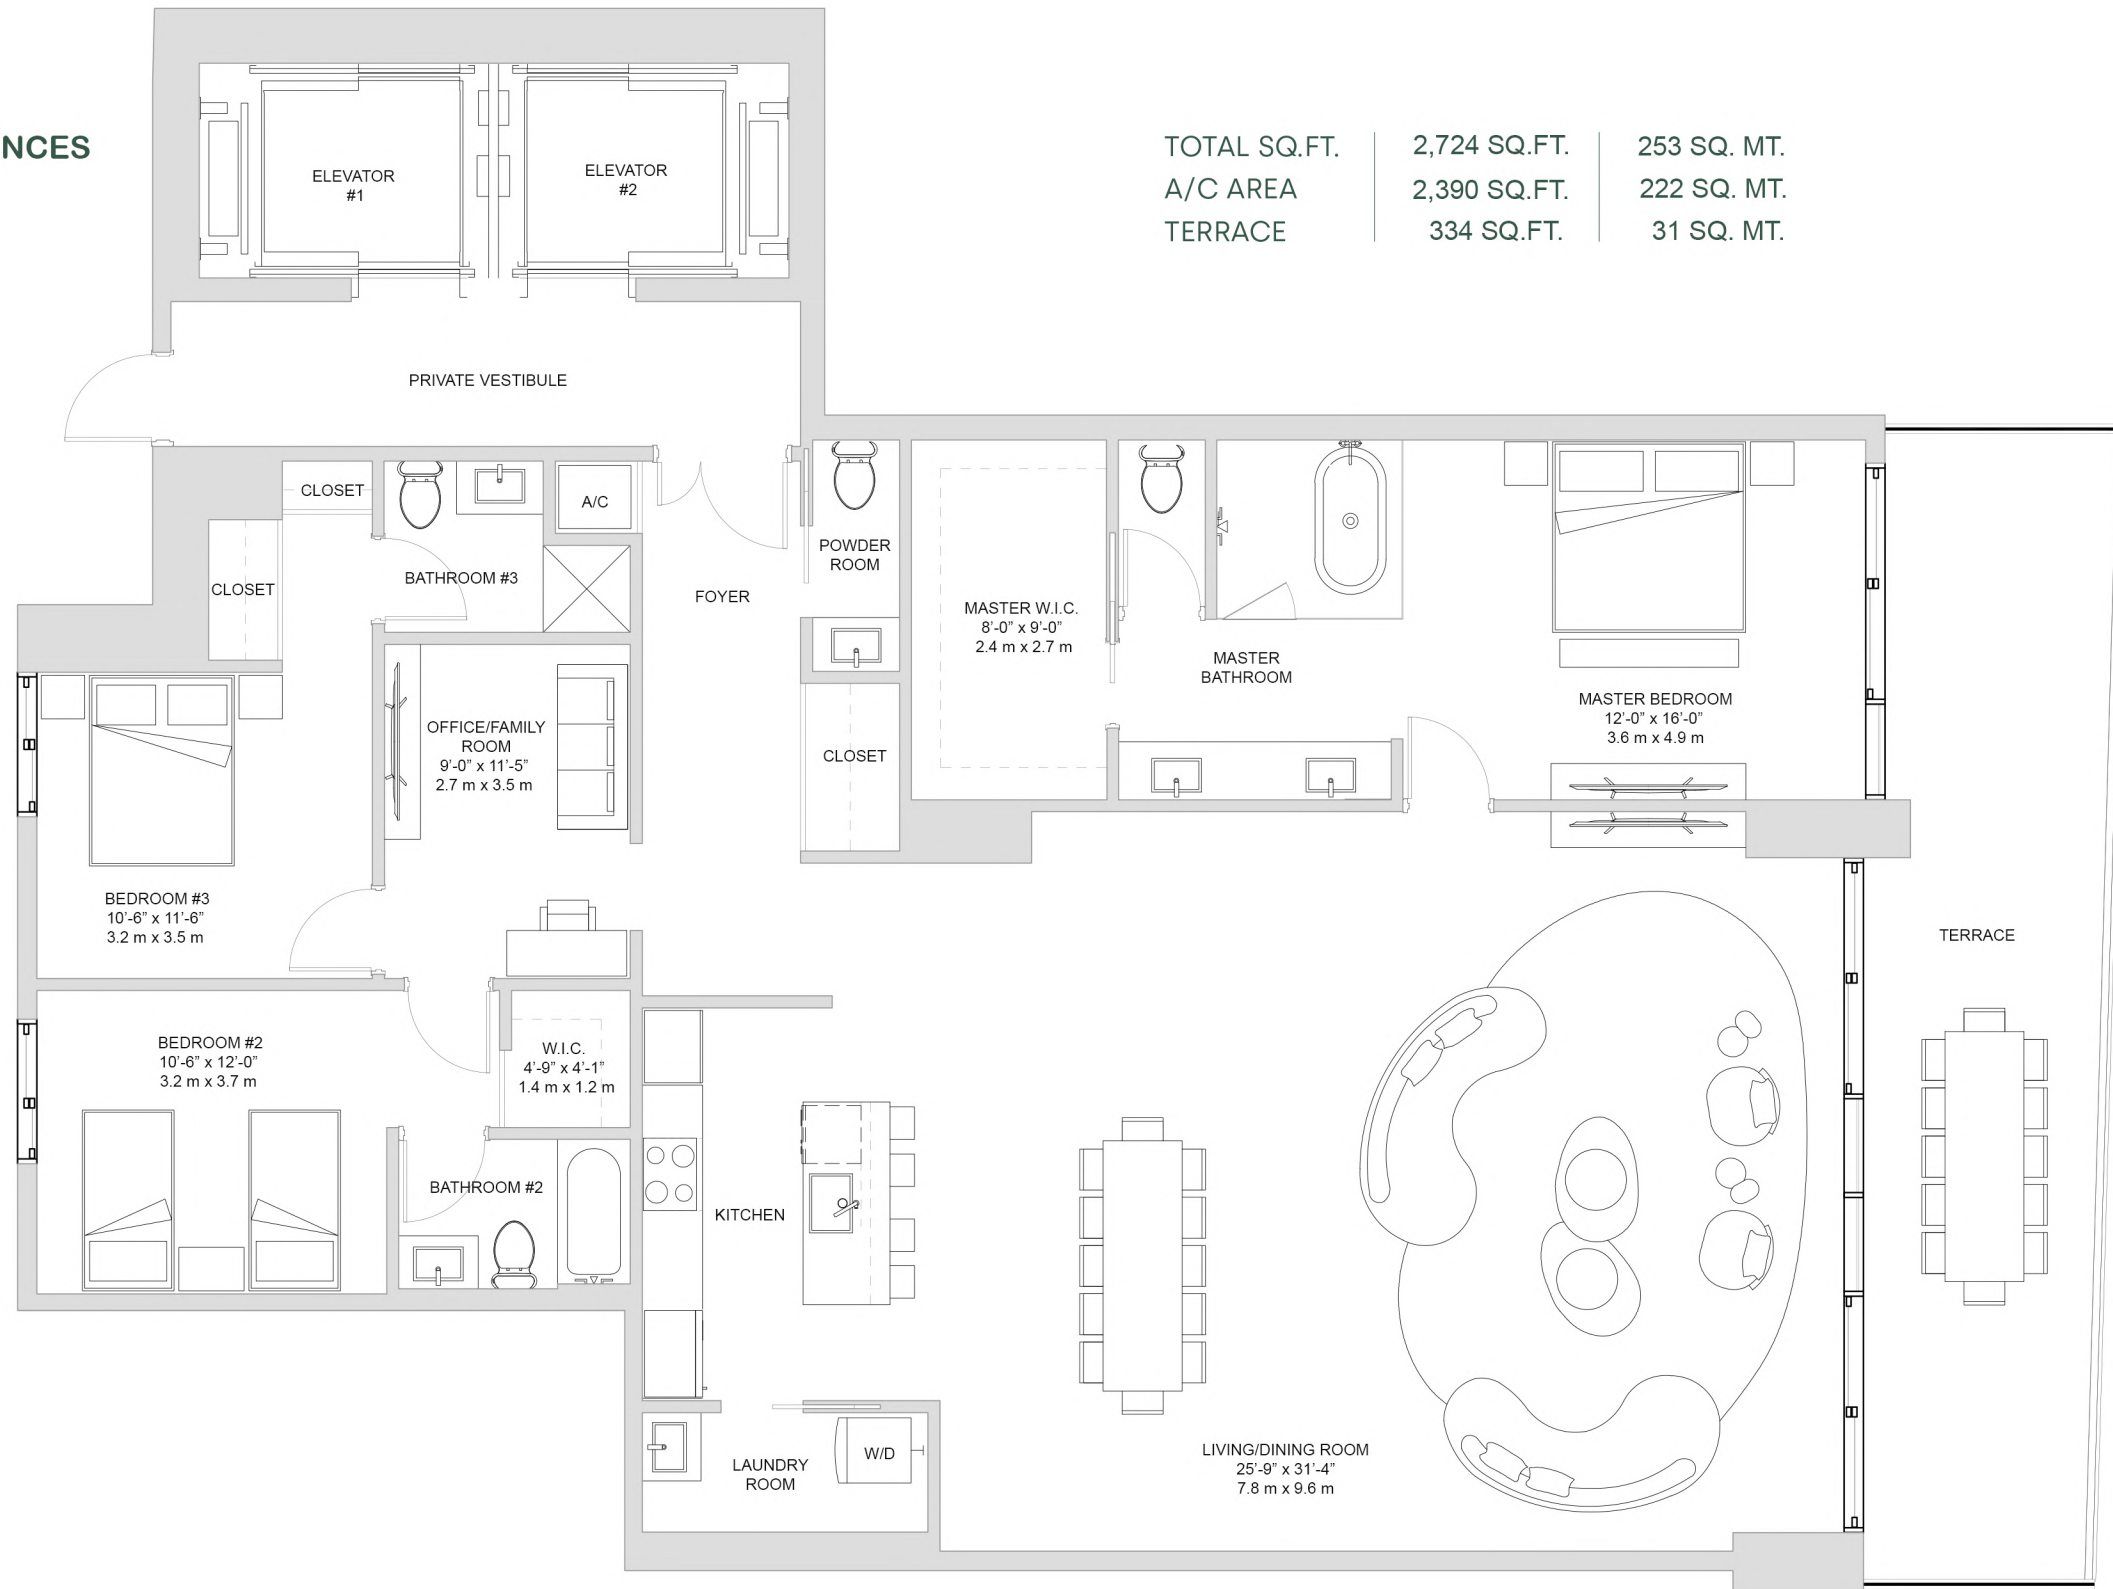 NCES
TOTAL SQ.FT. 2,724 SQ.FT. 253 SQ. MT.
A/C AREA 2,390 SQ.FT. 222 SQ. MT.
TERRACE 334 SQ.FT. 31 SQ. MT.
ELEVATOR
#1
ELEVATOR
#2
PRIVATE VESTIBULE
CLOSET
A/C
CLOSET
BATHROOM #3
FOYER
POWDER
ROOM
MASTER W.I.C.
8'-0" x 9'-0"
2.4 m x 2.7 m
MASTER
BATHROOM
MASTER BEDROOM
12'-0" x 16'-0"
3.6 m x 4.9 m
OFFICE/FAMILY
ROOM
9'-0" x 11'-5"
2.7 m x 3.5 m
CLOSET
BEDROOM #3
10'-6" x 11'-6"
3.2 m x 3.5 m
TERRACE
BEDROOM #2
10'-6" x 12'-0"
3.2 m x 3.7 m
W.I.C.
4'-9" x 4'-1"
1.4 m x 1.2 m
BATHROOM #2
KITCHEN
LAUNDRY
ROOM
W/D
LIVING/DINING ROOM
25'-9" x 31'-4"
7.8 m x 9.6 m